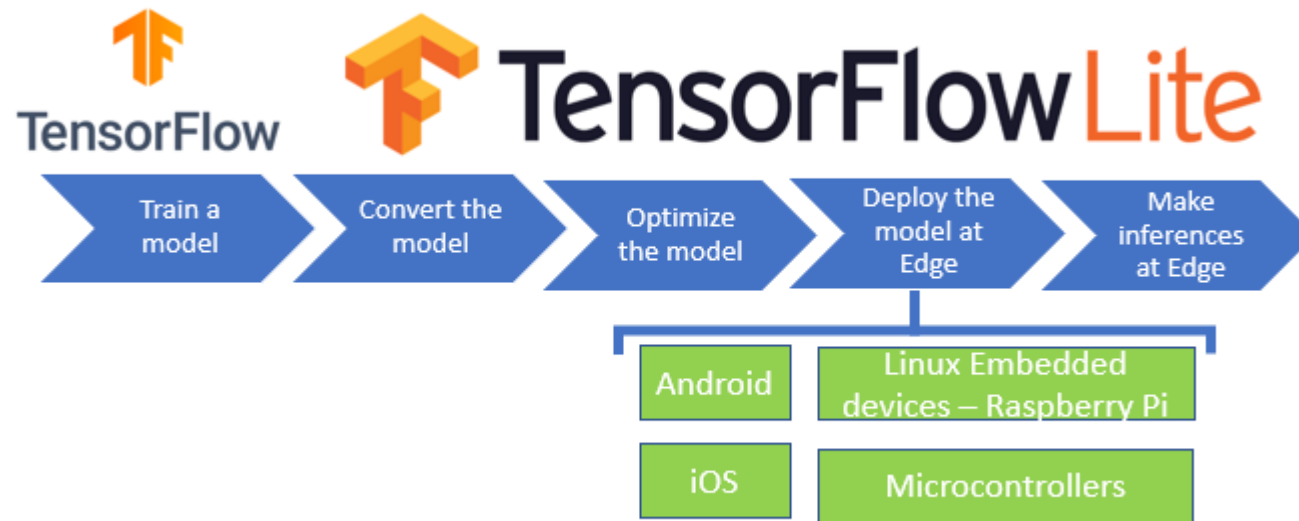 TensorFlow
TensorFlow Lite
Train a
model
Convert the
model
Optimize
the model
Deploy the
model at
Edge
Make
inferences
at Edge
Android
Linux Embedded
devices – Raspberry Pi
iOS
Microcontrollers